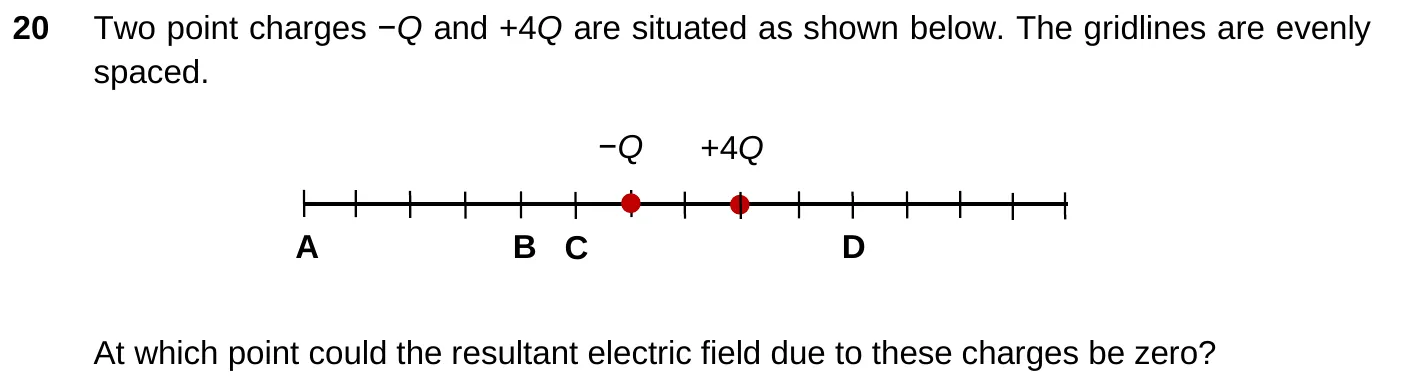 20 Two point charges −Q and +4Q are situated as shown below. The gridlines are evenly
spaced.
−Q +4Q
A B C D
At which point could the resultant electric field due to these charges be zero?